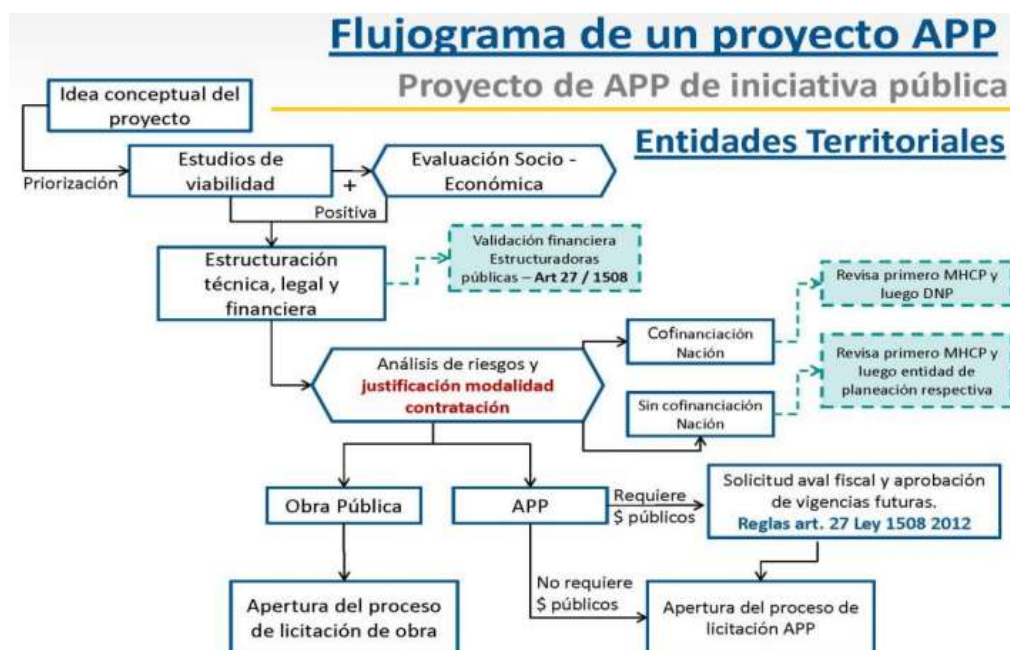 Flujograma de un proyecto APP
Proyecto de APP de iniciativa pública
Entidades Territoriales
Idea conceptual del
proyecto
Priorización
Estudios de
viabilidad
+
Evaluación Socio -
Económica
Positiva
Estructuración
técnica, legal y
financiera
Validación financiera
Estructuradoras
públicas – Art 27 / 1508
Análisis de riesgos y
justificación modalidad
contratación
Cofinanciación
Nación
Revisa primero MHCP y
luego DNP
Sin cofinanciación
Nación
Revisa primero MHCP y
luego entidad de
planeación respectiva
Obra Pública
APP
Requiere
$ públicos
Solicitud aval fiscal y aprobación
de vigencias futuras.
Reglas art. 27 Ley 1508 2012
No requiere
$ públicos
Apertura del proceso
de licitación de obra
Apertura del proceso de
licitación APP